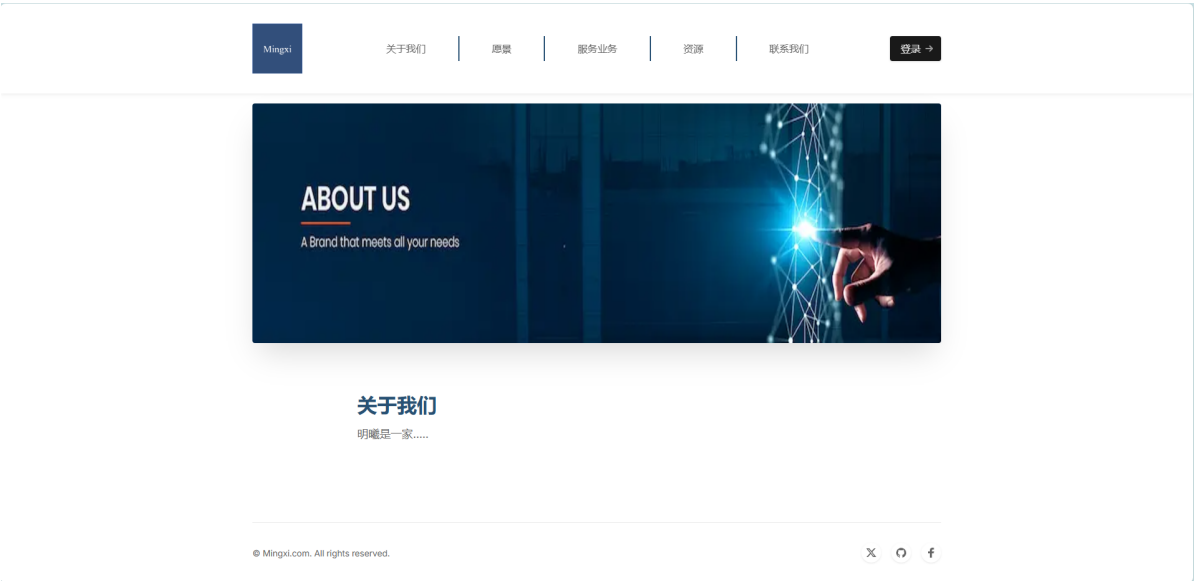 Mingxi
关于我们
愿景
服务业务
资源
联系我们
登录 →
ABOUT US
A Brand that meets all your needs
关于我们
明曦是一家.....
© Mingxi.com. All rights reserved.